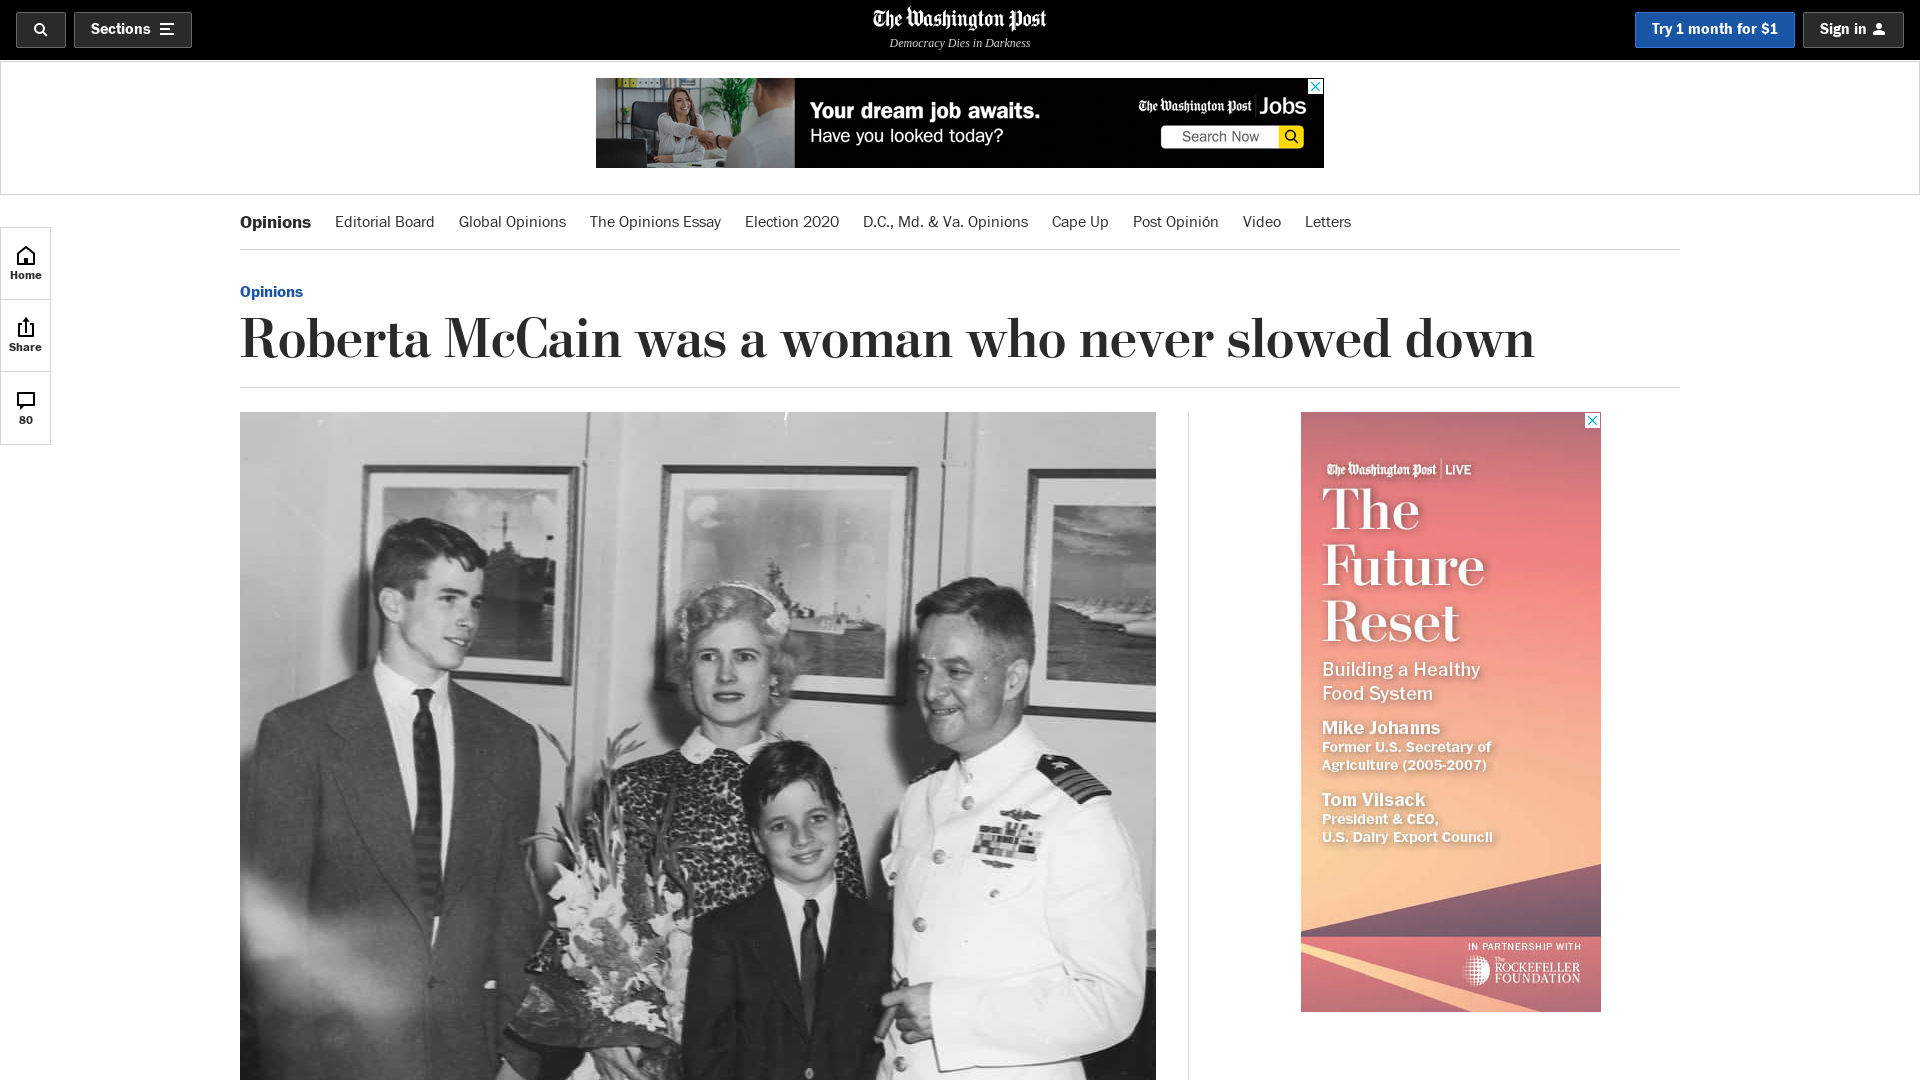 Sections
The Washington Post
Democracy Dies in Darkness
Try 1 month for $1
Sign in
Your dream job awaits.
Have you looked today?
The Washington Post Jobs
Search Now
Opinions Editorial Board Global Opinions The Opinions Essay Election 2020 D.C., Md. & Va. Opinions Cape Up Post Opinión Video Letters
Home
Share
80
Opinions
Roberta McCain was a woman who never slowed down
The Washington Post LIVE
The
Future
Reset
Building a Healthy
Food System
Mike Johanns
Former U.S. Secretary of
Agriculture (2005-2007)
Tom Vilsack
President & CEO,
U.S. Dairy Export Council
IN PARTNERSHIP WITH
The
ROCKEFELLER
FOUNDATION